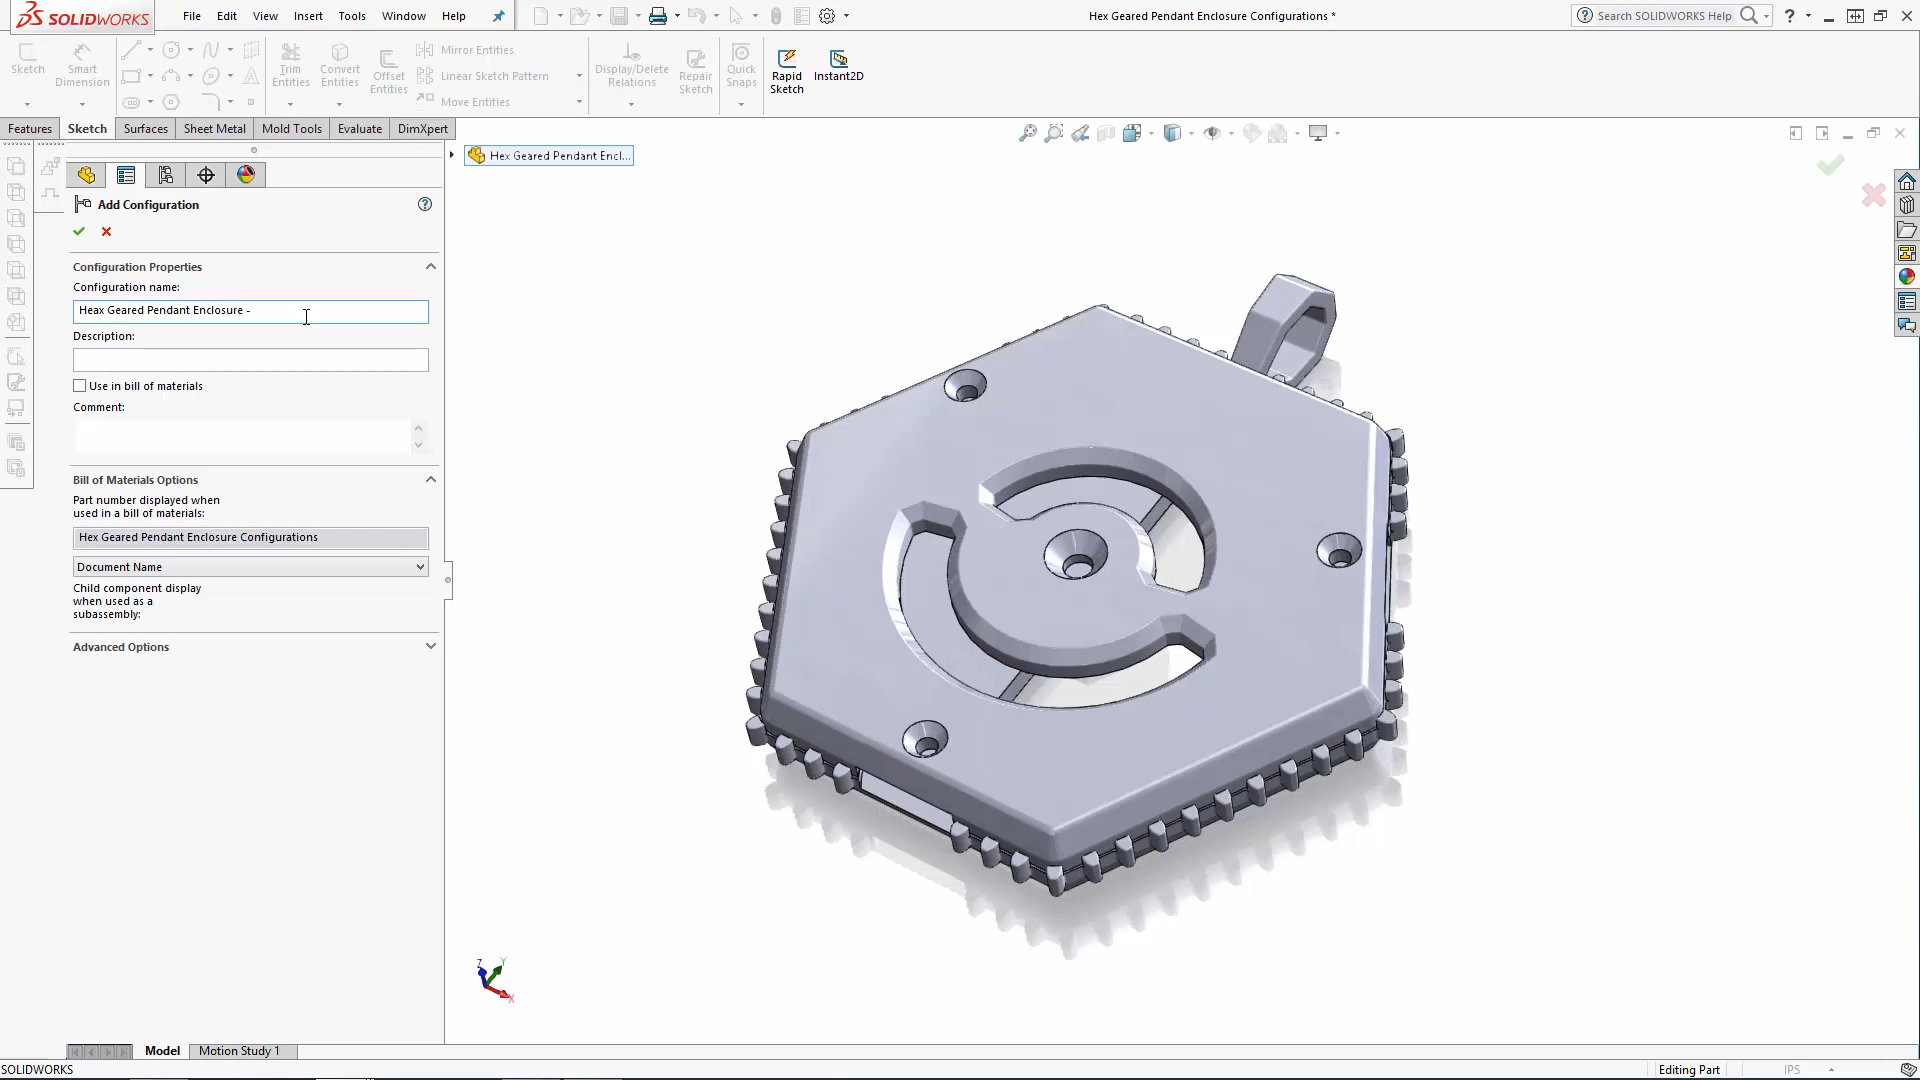 SOLIDWORKS
File Edit View Insert Tools Window Help
Hex Geared Pendant Enclosure Configurations *
Search SOLIDWORKS Help
Sketch
Smart Dimension
Trim Entities
Convert Entities
Offset Entities
Mirror Entities
Linear Sketch Pattern
Move Entities
Display/Delete Relations
Repair Sketch
Quick Snaps
Rapid Sketch
Instant2D
Features Sketch Surfaces Sheet Metal Mold Tools Evaluate DimXpert
Hex Geared Pendant Encl...
Add Configuration
Configuration Properties
Configuration name:
Heax Geared Pendant Enclosure -
Description:
Use in bill of materials
Comment:
Bill of Materials Options
Part number displayed when
used in a bill of materials:
Hex Geared Pendant Enclosure Configurations
Document Name
Child component display
when used as a
subassembly:
Advanced Options
Z
Y
X
Model Motion Study 1
SOLIDWORKS
Editing Part
IPS